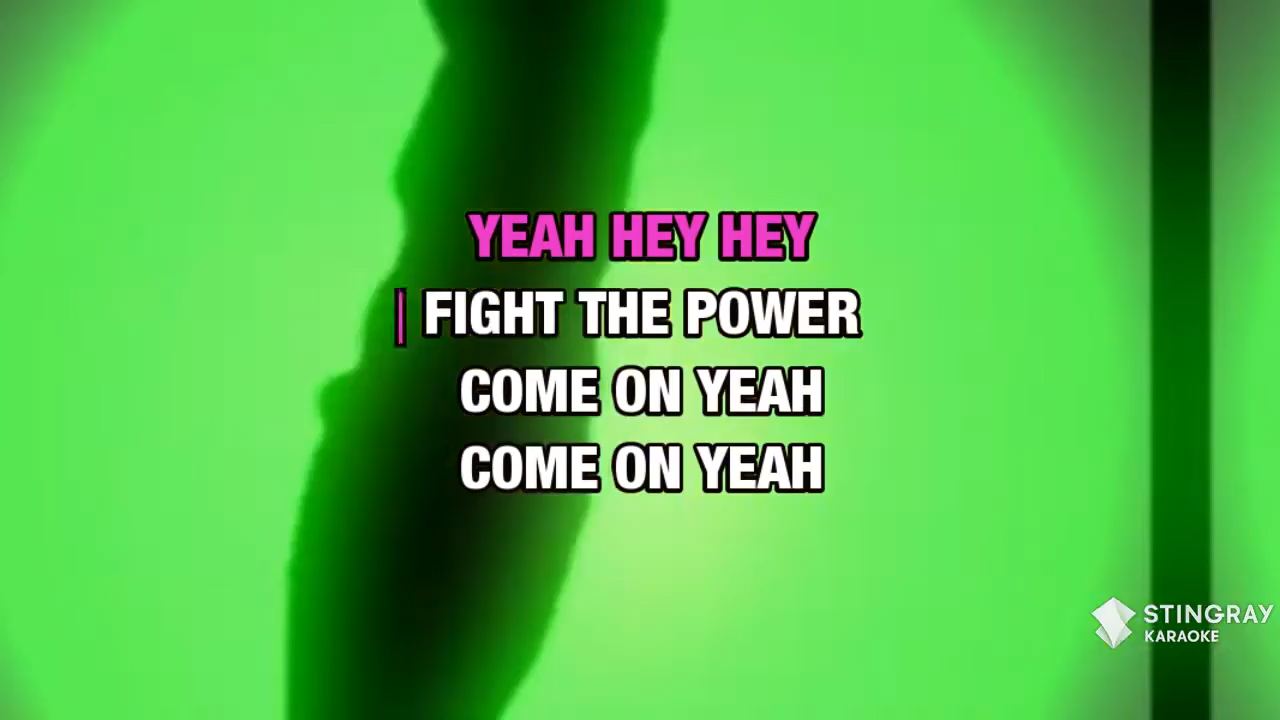 YEAH HEY HEY
| FIGHT THE POWER
COME ON YEAH
COME ON YEAH
STINGRAY
KARAOKE